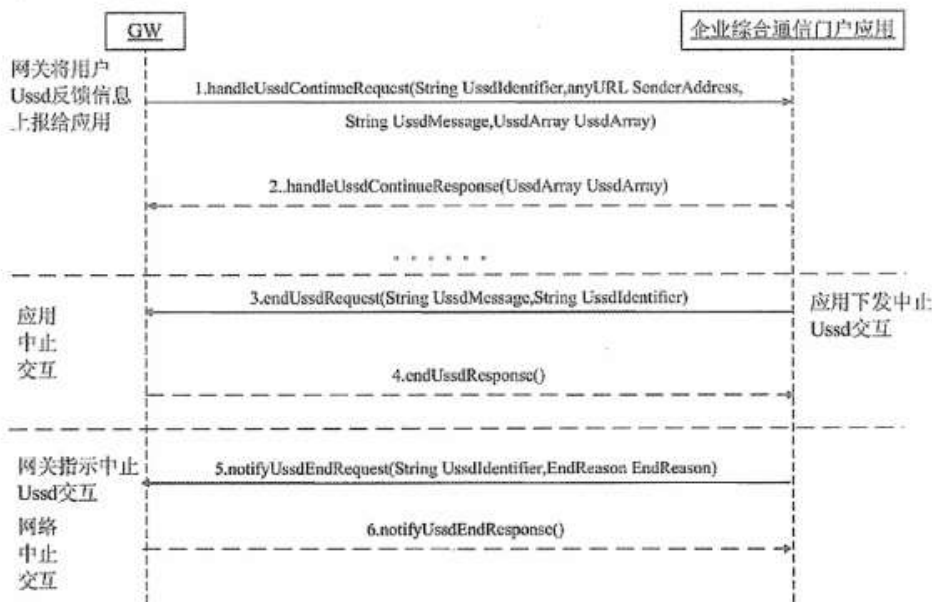 GW
企业综合通信门户应用
网关将用户
Ussd反馈信息
上报给应用
1.handleUssdContinueRequest(String UssdIdentifier,anyURL SenderAddress,
String UssdMessage,UssdArray UssdArray)
2..handleUssdContinueResponse(UssdArray UssdArray)
。。。。。。
3.endUssdRequest(String UssdMessage,String UssdIdentifier)
应用
中止
交互
应用下发中止
Ussd交互
4.endUssdResponse()
网关指示中止
Ussd交互
5.notifyUssdEndRequest(String UssdIdentifier,EndReason EndReason)
网络
中止
交互
6.notifyUssdEndResponse()